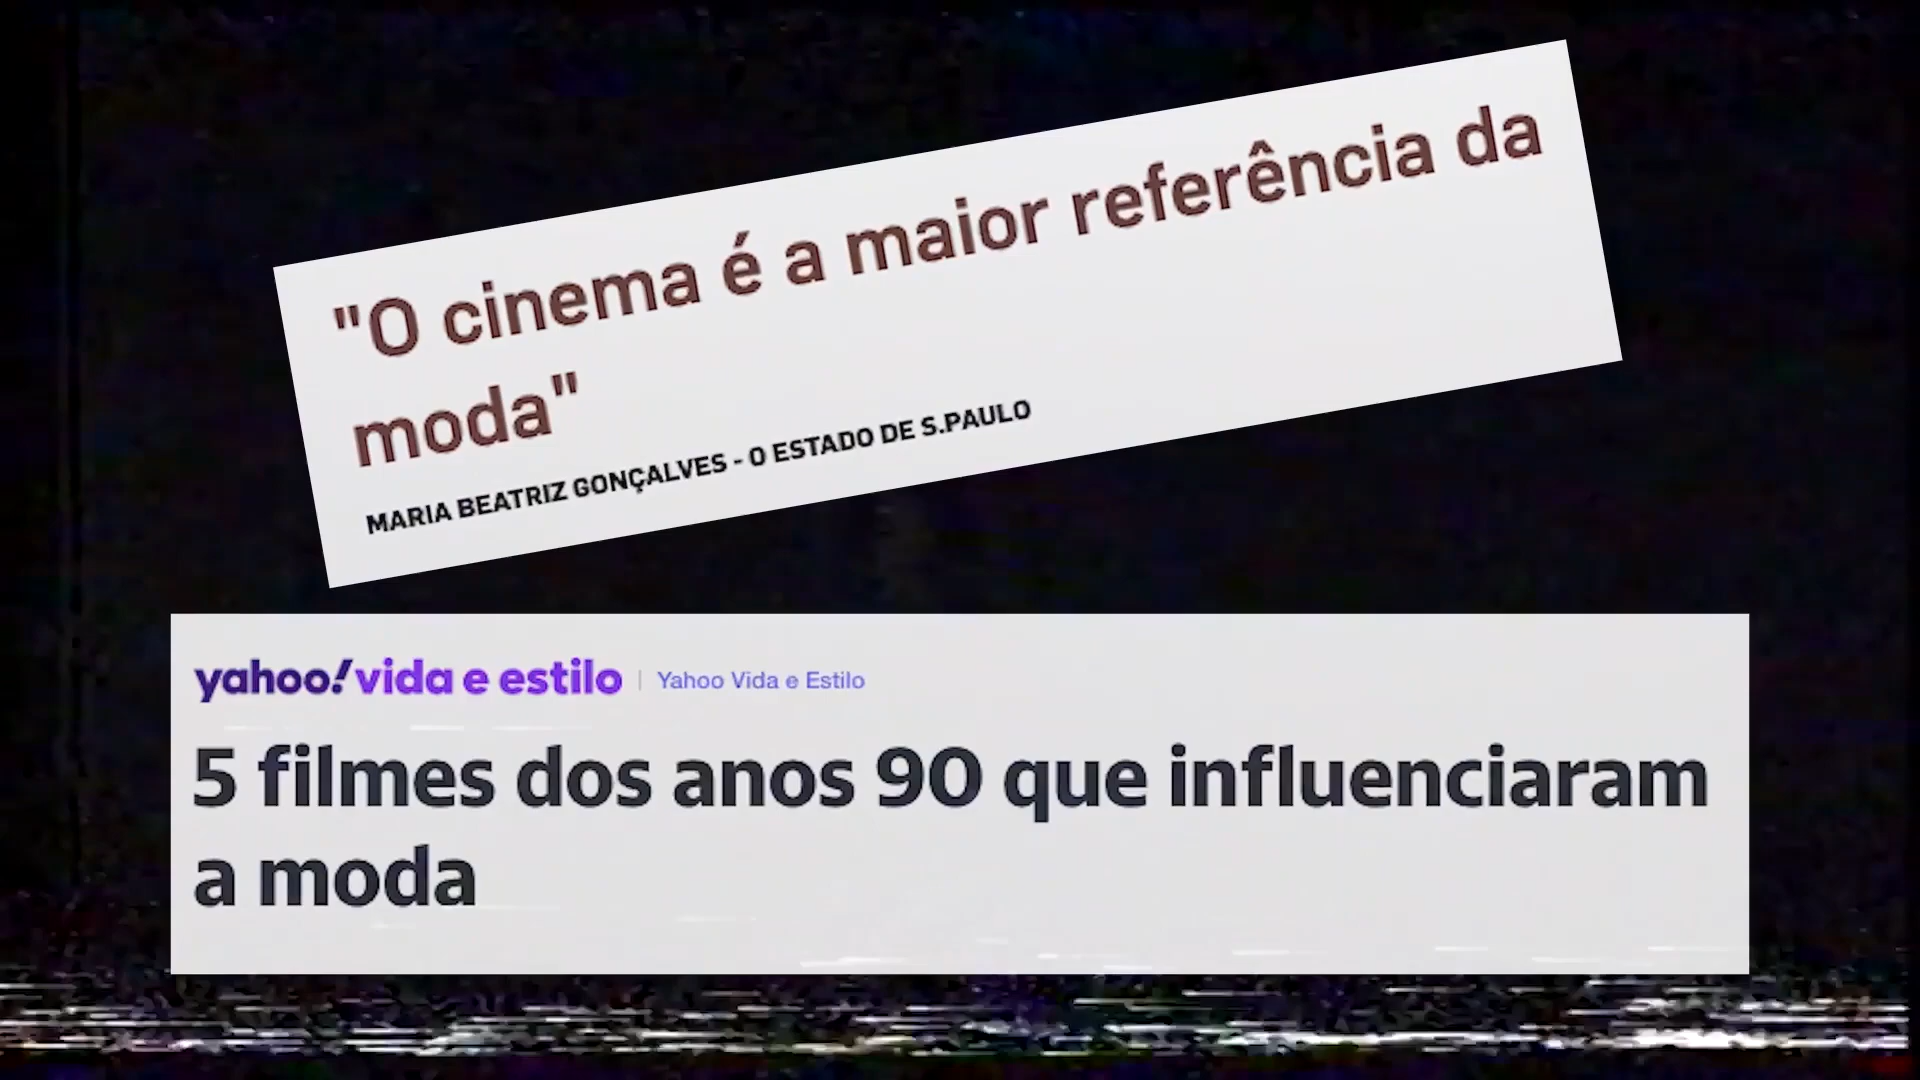 "O cinema é a maior referência da
moda"
MARIA BEATRIZ GONÇALVES - O ESTADO DE S.PAULO
yahoo!vida e estilo | Yahoo Vida e Estilo
5 filmes dos anos 90 que influenciaram
a moda